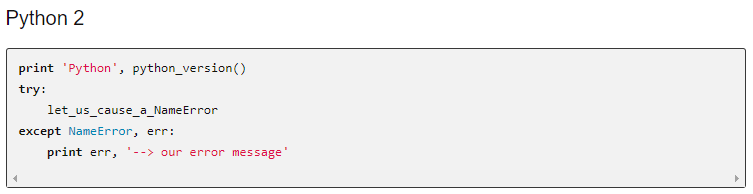 Python 2
print 'Python', python_version()
try:
    let_us_cause_a_NameError
except NameError, err:
    print err, '--> our error message'